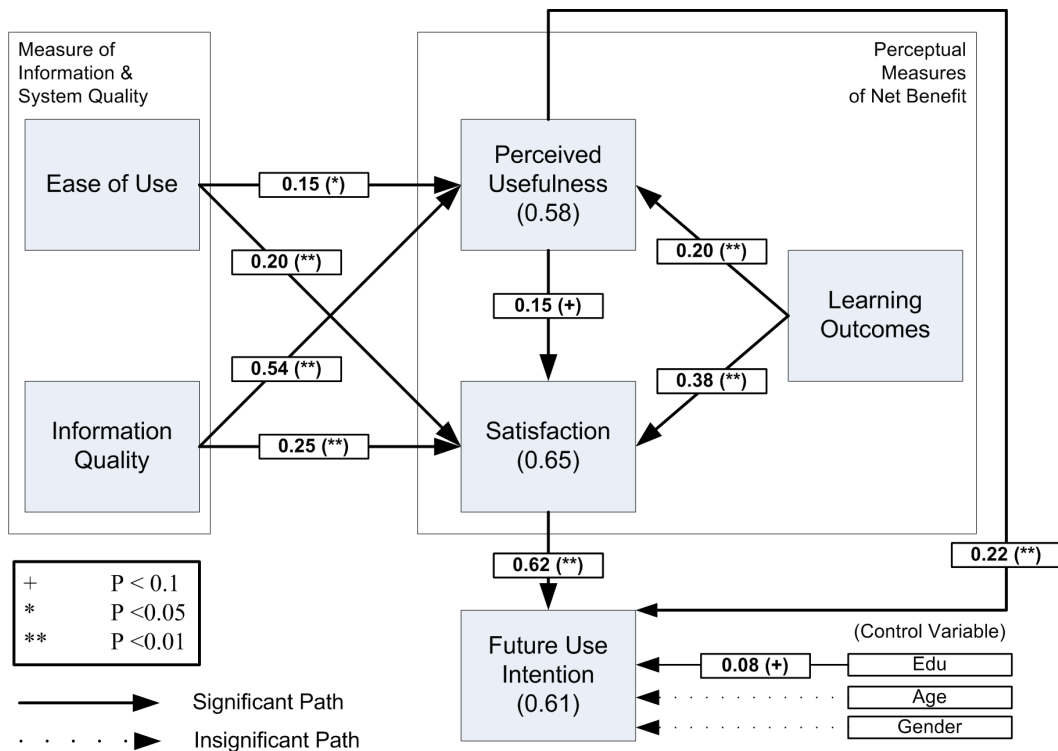 Measure of
Information &
System Quality
Perceptual
Measures
of Net Benefit
Ease of Use
0.15 (*)
Perceived
Usefulness
(0.58)
0.20 (**)
0.20 (**)
0.15 (+)
Learning
Outcomes
0.54 (**)
0.38 (**)
Information
Quality
0.25 (**)
Satisfaction
(0.65)
0.62 (**)
0.22 (**)
+ P < 0.1
* P <0.05
** P <0.01
Future Use
Intention
(0.61)
(Control Variable)
0.08 (+)
Edu
Age
Gender
Significant Path
Insignificant Path